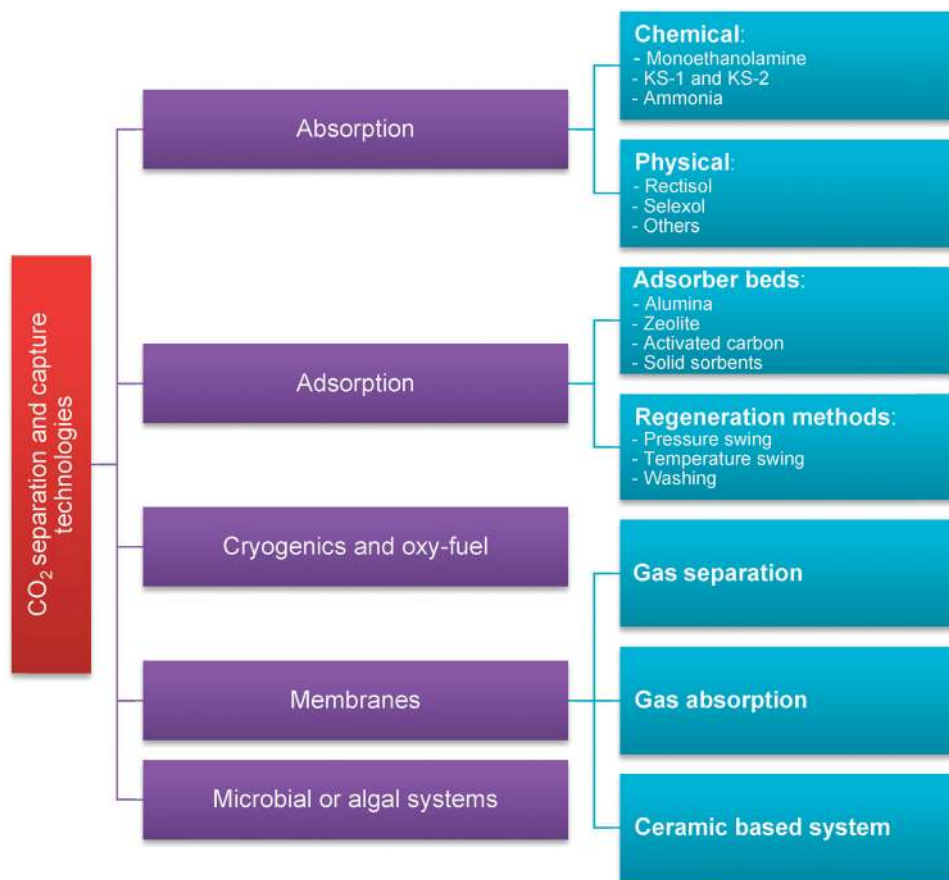 CO₂ separation and capture
technologies
Absorption
Chemical:
- Monoethanolamine
- KS-1 and KS-2
- Ammonia
Physical:
- Rectisol
- Selexol
- Others
Adsorption
Adsorber beds:
- Alumina
- Zeolite
- Activated carbon
- Solid sorbents
Regeneration methods:
- Pressure swing
- Temperature swing
- Washing
Cryogenics and oxy-fuel
Membranes
Gas separation
Gas absorption
Ceramic based system
Microbial or algal systems